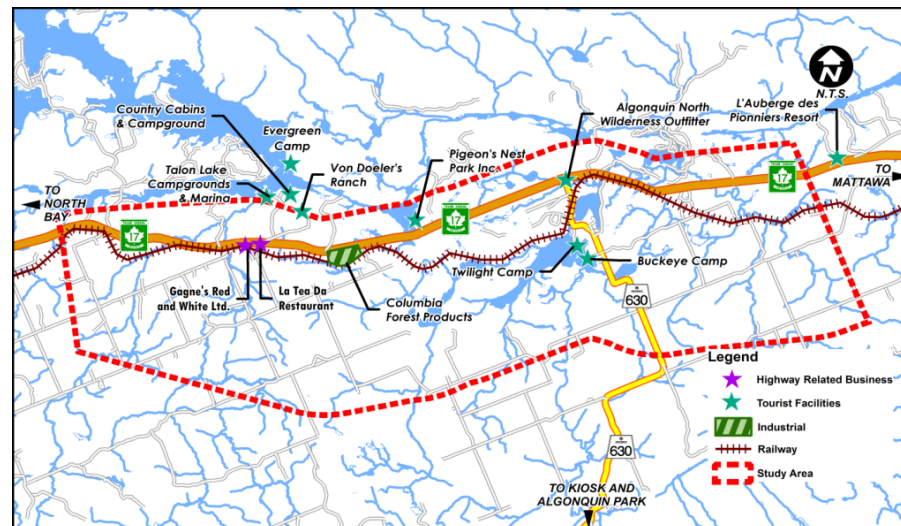 Country Cabins
& Campground
Evergreen
Camp
Talon Lake
Campgrounds
& Marina
Von Doeler's
Ranch
Pigeon's Nest
Park Inc.
Algonquin North
Wilderness Outfitter
L'Auberge des
Pionniers Resort
N
N.T.S.
TO
NORTH
BAY
TO
MATTAWA
17
17
17
Gagne's Red
and White Ltd.
La Tea Da
Restaurant
Columbia
Forest Products
Twilight Camp
Buckeye Camp
630
630
TO KIOSK AND
ALGONQUIN PARK
Legend
Highway Related Business
Tourist Facilities
Industrial
Railway
Study Area